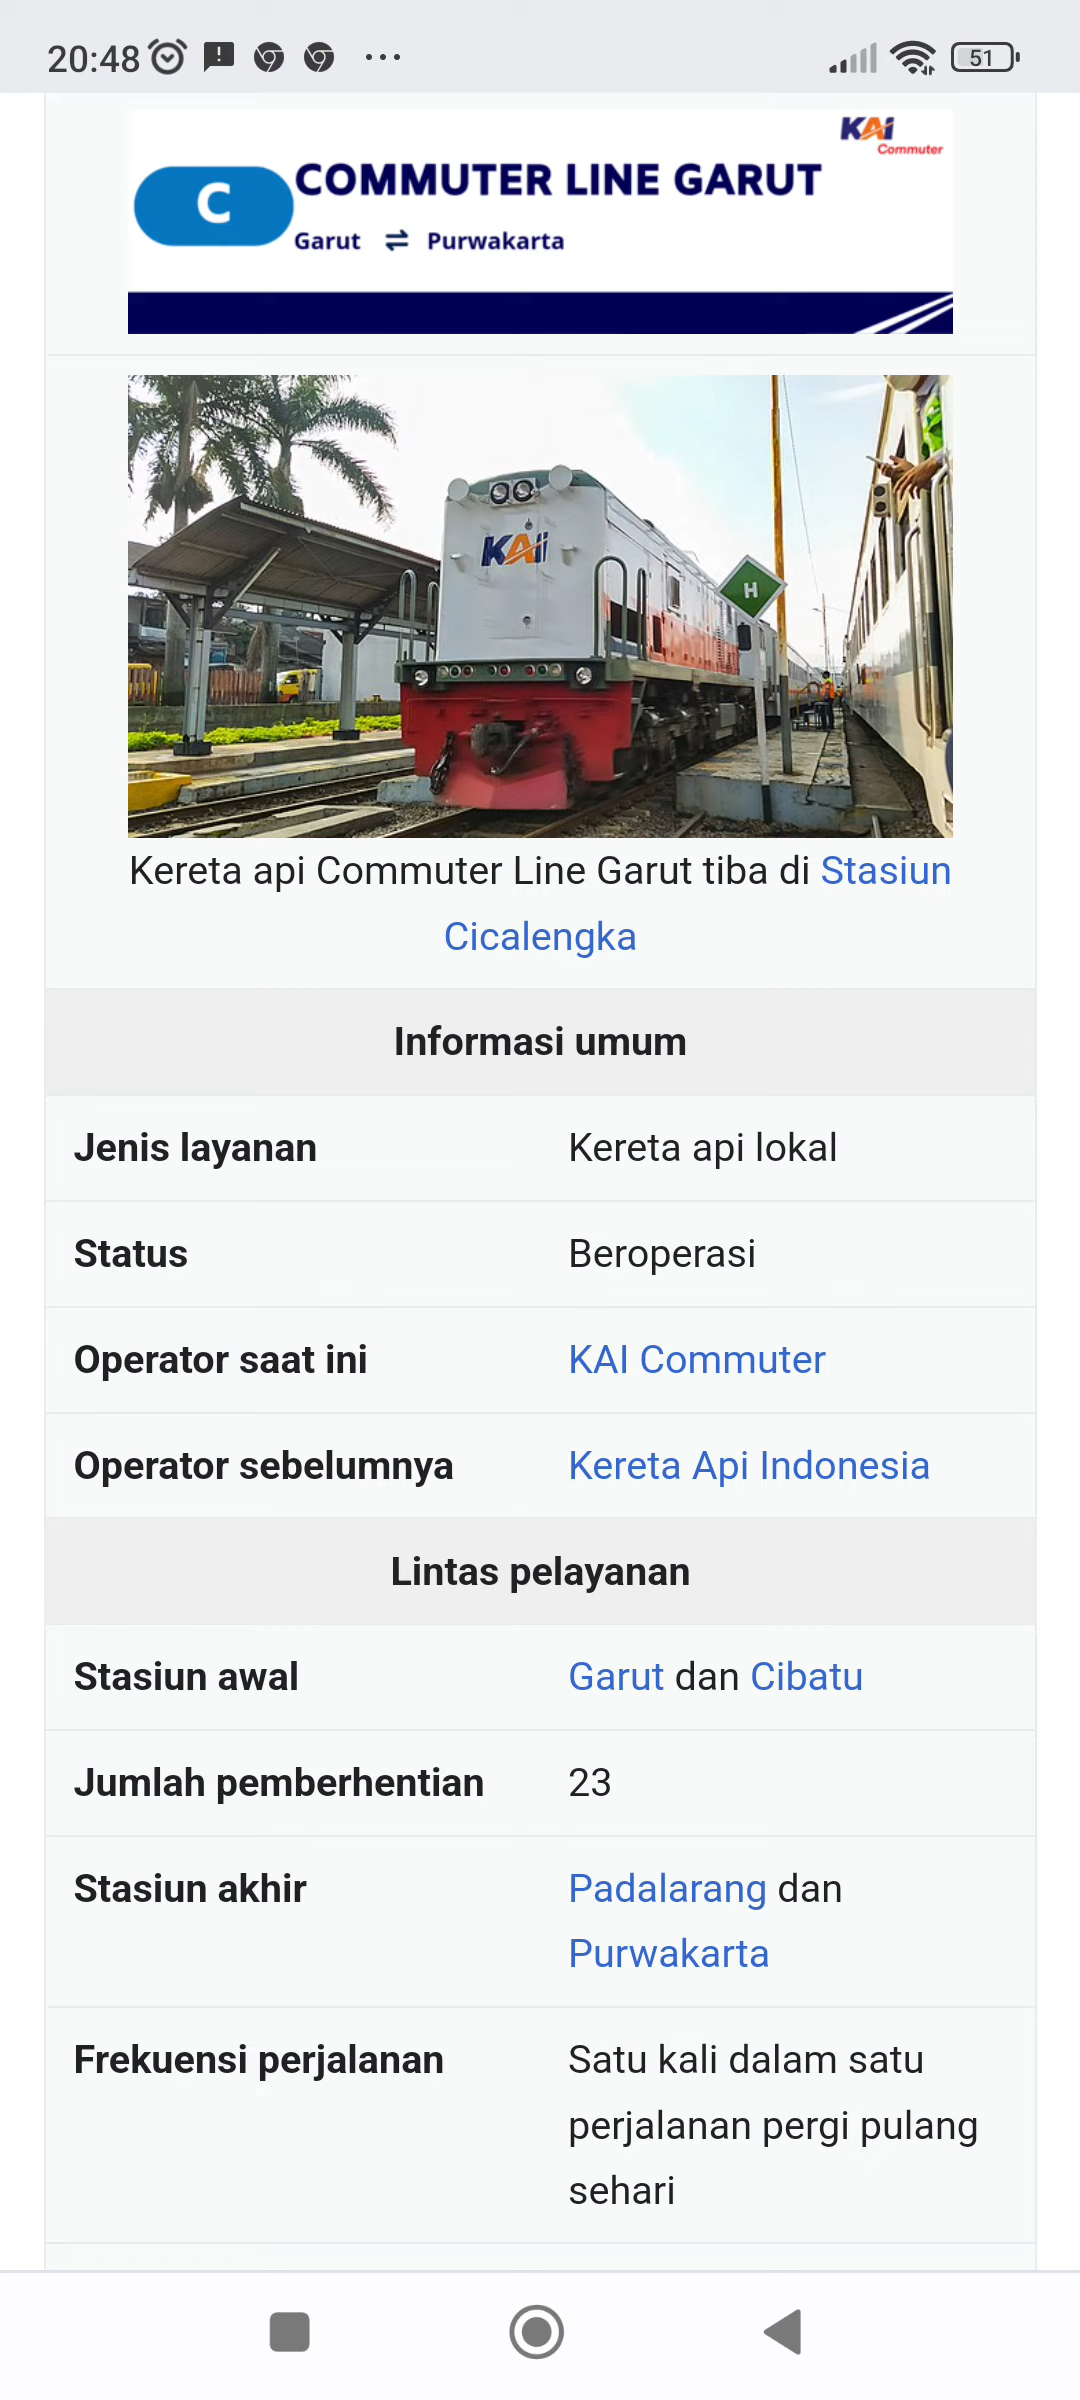 20:48
51
KAI
Commuter
C
COMMUTER LINE GARUT
Garut ⇌ Purwakarta
KAI
H
Kereta api Commuter Line Garut tiba di Stasiun
Cicalengka
Informasi umum
Jenis layanan Kereta api lokal
Status Beroperasi
Operator saat ini KAI Commuter
Operator sebelumnya Kereta Api Indonesia
Lintas pelayanan
Stasiun awal Garut dan Cibatu
Jumlah pemberhentian 23
Stasiun akhir Padalarang dan
Purwakarta
Frekuensi perjalanan Satu kali dalam satu
perjalanan pergi pulang
sehari